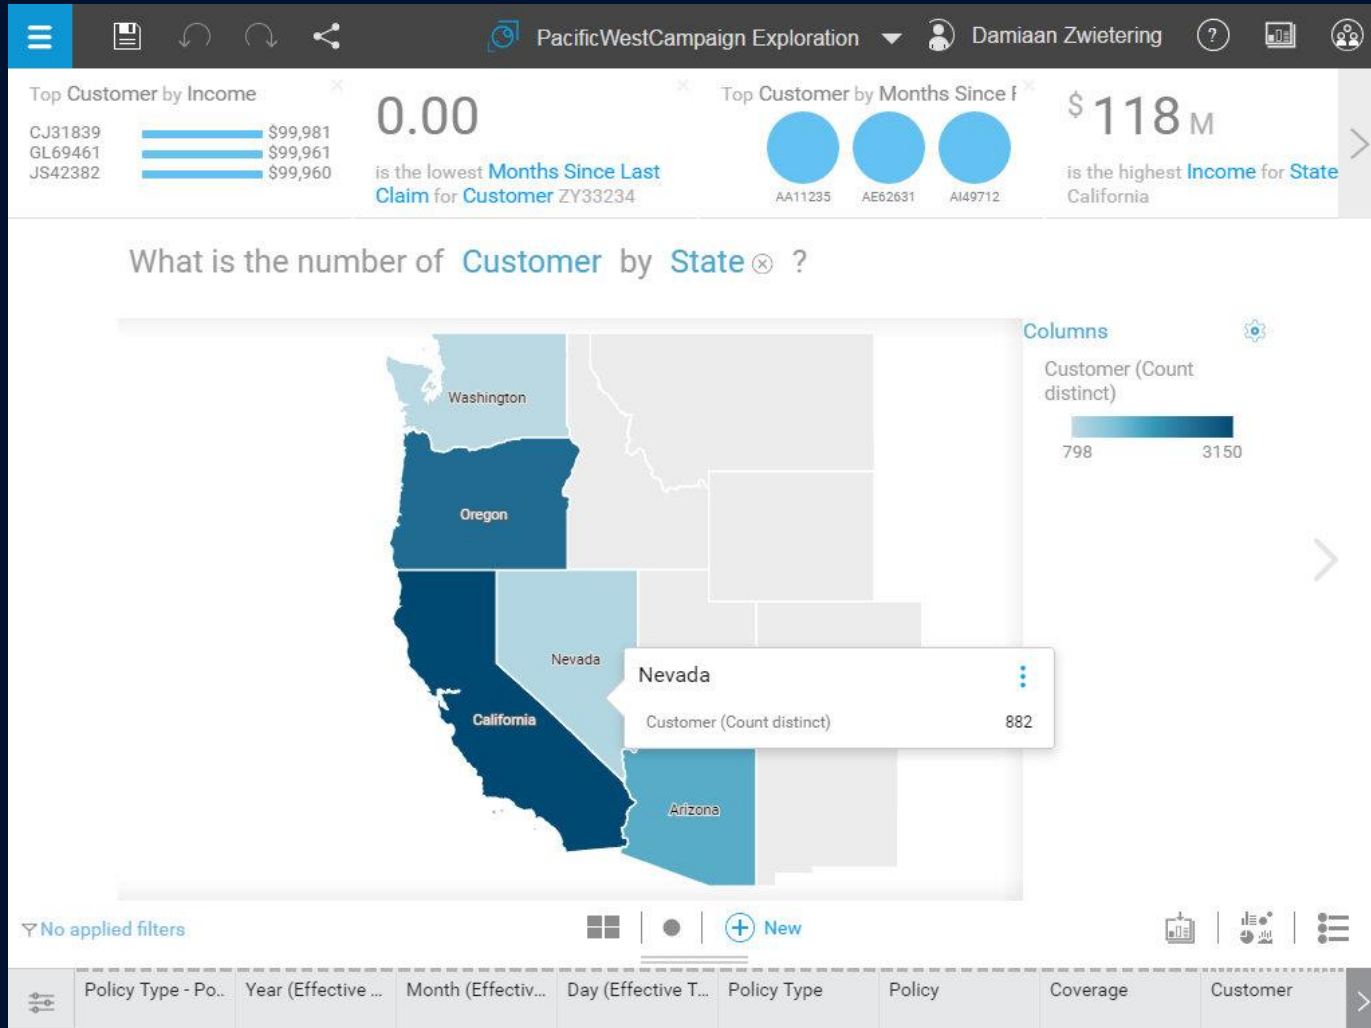 PacificWestCampaign Exploration
Damiaan Zwietering
?
Top Customer by Income
CJ31839 $99,981
GL69461 $99,961
JS42382 $99,960
0.00
is the lowest Months Since Last
Claim for Customer ZY33234
Top Customer by Months Since F
AA11235 AE62631 AI49712
$ 118 M
is the highest Income for State
California
What is the number of Customer by State ?
Columns
Customer (Count
distinct)
798 3150
Washington
Oregon
Nevada
California
Arizona
Nevada
Customer (Count distinct) 882
No applied filters
New
Policy Type - Po.. Year (Effective ... Month (Effectiv... Day (Effective T... Policy Type Policy Coverage Customer